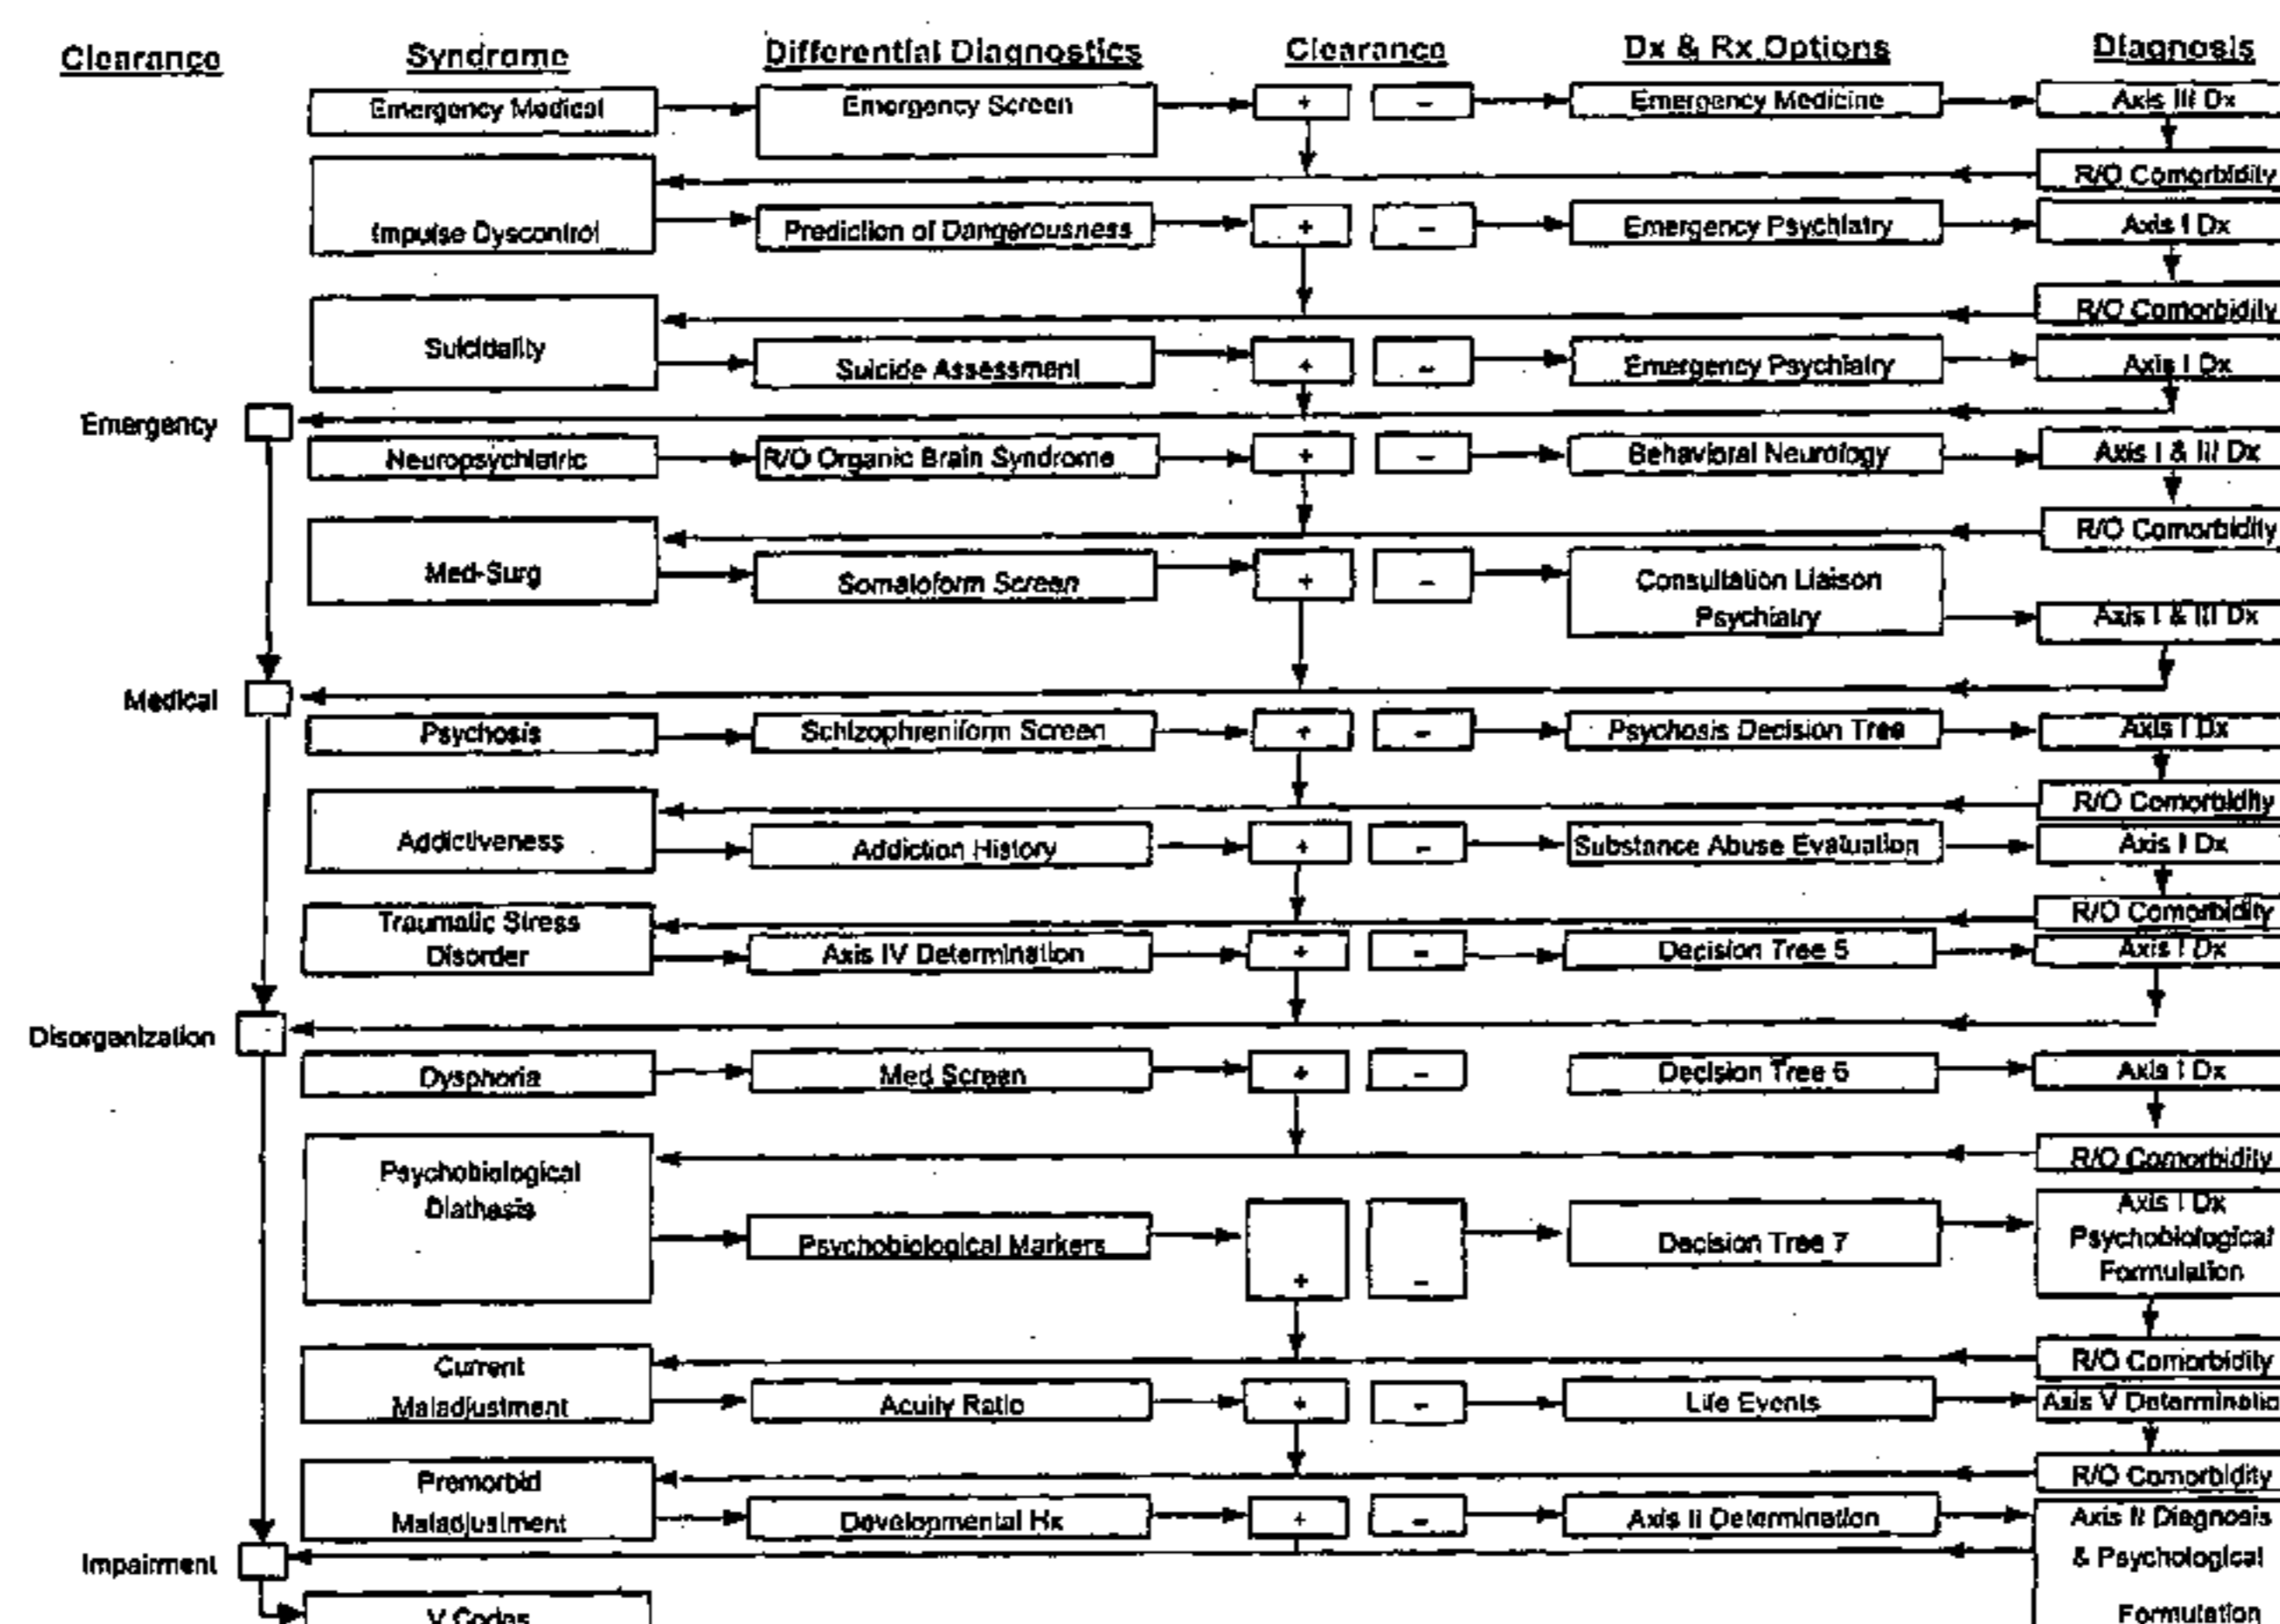 Clearance Syndrome Differential Diagnostics Clearance Dx & Rx Options Diagnosis
Emergency Medical Emergency Screen + - Emergency Medicine Axis III Dx
R/O Comorbidity
Impulse Dyscontrol Prediction of Dangerousness + - Emergency Psychiatry Axis I Dx
R/O Comorbidity
Suicidality Suicide Assessment + - Emergency Psychiatry Axis I Dx
Emergency
Neuropsychiatric R/O Organic Brain Syndrome + - Behavioral Neurology Axis I & III Dx
R/O Comorbidity
Med-Surg Somatoform Screen + - Consultation Liaison
Psychiatry Axis I & III Dx
Medical
Psychosis Schizophreniform Screen + - Psychosis Decision Tree Axis I Dx
R/O Comorbidity
Addictiveness Addiction History + - Substance Abuse Evaluation Axis I Dx
R/O Comorbidity
Traumatic Stress
Disorder Axis IV Determination + - Decision Tree 5 Axis I Dx
Disorganization
Dysphoria Med Screen + - Decision Tree 6 Axis I Dx
R/O Comorbidity
Psychobiological
Diathesis
Psychobiological Markers + - Decision Tree 7 Axis I Dx
Psychobiological
Formulation
R/O Comorbidity
Current
Maladjustment Acuity Ratio + - Life Events Axis V Determinatio
R/O Comorbidity
Premorbid
Maladjustment Developmental Hx + - Axis II Determination Axis II Diagnosis
& Psychological
Formulation
Impairment
V Codes